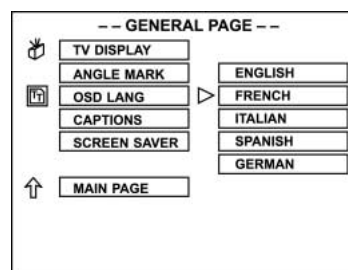 -- GENERAL PAGE --
TV DISPLAY
ANGLE MARK
OSD LANG
CAPTIONS
SCREEN SAVER
MAIN PAGE
ENGLISH
FRENCH
ITALIAN
SPANISH
GERMAN